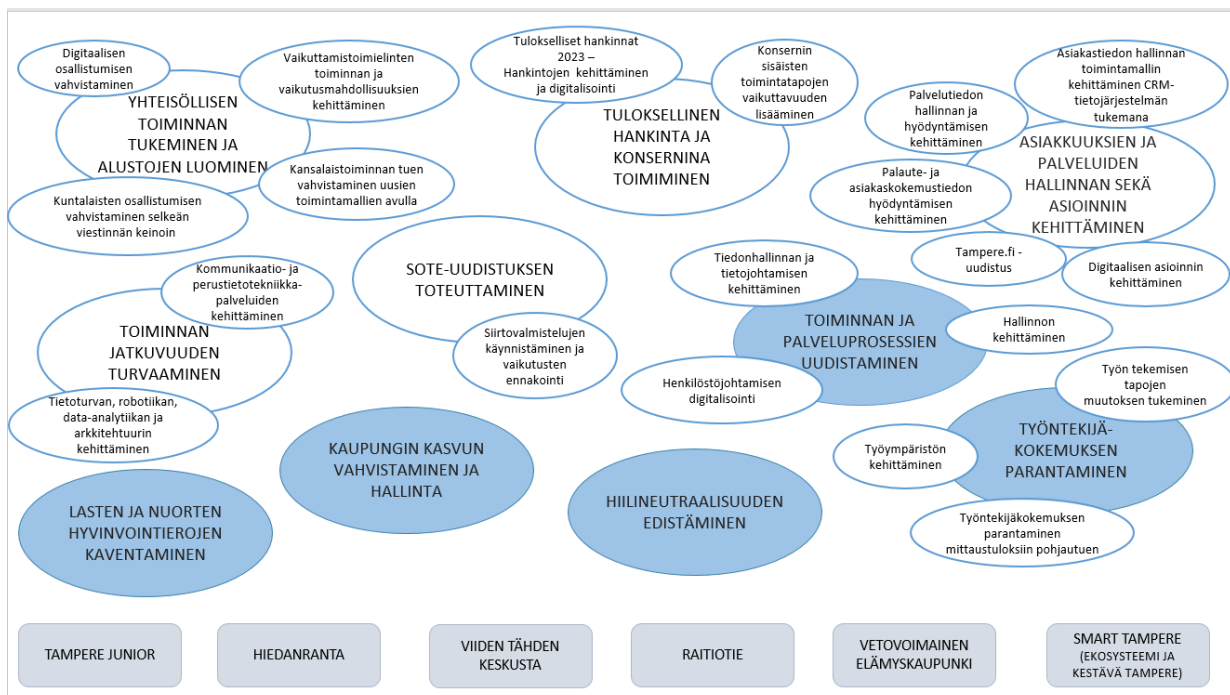 Digitaalisen
osallistumisen
vahvistaminen
Vaikuttamistoimielinten
toiminnan ja
vaikutusmahdollisuuksien
kehittäminen
YHTEISÖLLISEN
TOIMINNAN
TUKEMINEN JA
ALUSTOJEN LUOMINEN
Kansalaistoiminnan tuen
vahvistaminen uusien
toimintamallien avulla
Kuntalaisten osallistumisen
vahvistaminen selkeän
viestinnän keinoin
Tulokselliset hankinnat
2023 –
Hankintojen kehittäminen
ja digitalisointi
Konsernin
sisäisten
toimintatapojen
vaikuttavuuden
lisääminen
TULOKSELLINEN
HANKINTA JA
KONSERNINA
TOIMIMINEN
Asiakastiedon hallinnan
toimintamallin
kehittäminen CRM-
tietojärjestelmän
tukemana
Palvelutiedon
hallinnan ja
hyödyntämisen
kehittäminen
ASIAKKUUKSIEN JA
PALVELUIDEN
HALLINNAN SEKÄ
ASIOINNIN
KEHITTÄMINEN
Palaute- ja
asiakaskokemustiedon
hyödyntämisen
kehittäminen
Tampere.fi -
uudistus
Digitaalisen asioinnin
kehittäminen
Kommunikaatio- ja
perustietotekniikka-
palveluiden
kehittäminen
TOIMINNAN
JATKUVUUDEN
TURVAAMINEN
Tietoturvan, robotiikan,
data-analytiikan ja
arkkitehtuurin
kehittäminen
SOTE-UUDISTUKSEN
TOTEUTTAMINEN
Siirtovalmistelujen
käynnistäminen ja
vaikutusten
ennakointi
Tiedonhallinnan ja
tietojohtamisen
kehittäminen
TOIMINNAN JA
PALVELUPROSESSIEN
UUDISTAMINEN
Hallinnon
kehittäminen
Henkilöstöjohtamisen
digitalisointi
Työn tekemisen
tapojen
muutoksen tukeminen
TYÖNTEKIJÄ-
KOKEMUKSEN
PARANTAMINEN
Työympäristön
kehittäminen
Työntekijäkokemuksen
parantaminen
mittaustuloksiin pohjautuen
KAUPUNGIN KASVUN
VAHVISTAMINEN JA
HALLINTA
LASTEN JA NUORTEN
HYVINVOINTIEROJEN
KAVENTAMINEN
HIILINEUTRAALISUUDEN
EDISTÄMINEN
TAMPERE JUNIOR
HIEDANRANTA
VIIDEN TÄHDEN
KESKUSTA
RAITIOTIE
VETOVOIMAINEN
ELÄMYSKAUPUNKI
SMART TAMPERE
(EKOSYSTEEMI JA
KESTÄVÄ TAMPERE)